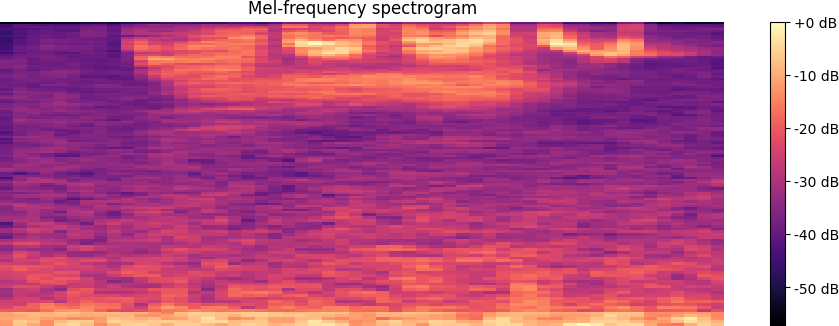 Mel-frequency spectrogram
+0 dB
-10 dB
-20 dB
-30 dB
-40 dB
-50 dB